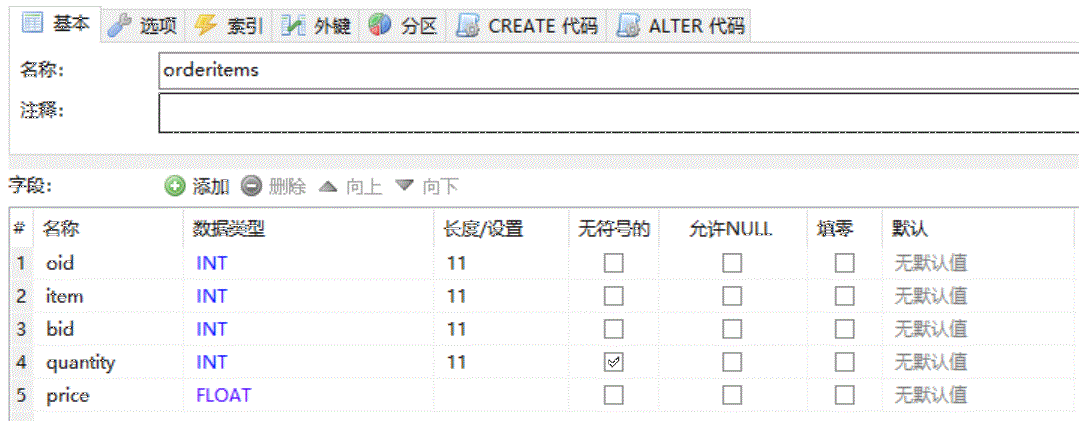 基本 选项 索引 外键 分区 CREATE 代码 ALTER 代码
名称: orderitems
注释:
字段: 添加 删除 向上 向下
# 名称 数据类型 长度/设置 无符号的 允许NULL 填零 默认
1 oid INT 11 无默认值
2 item INT 11 无默认值
3 bid INT 11 无默认值
4 quantity INT 11 无默认值
5 price FLOAT 无默认值